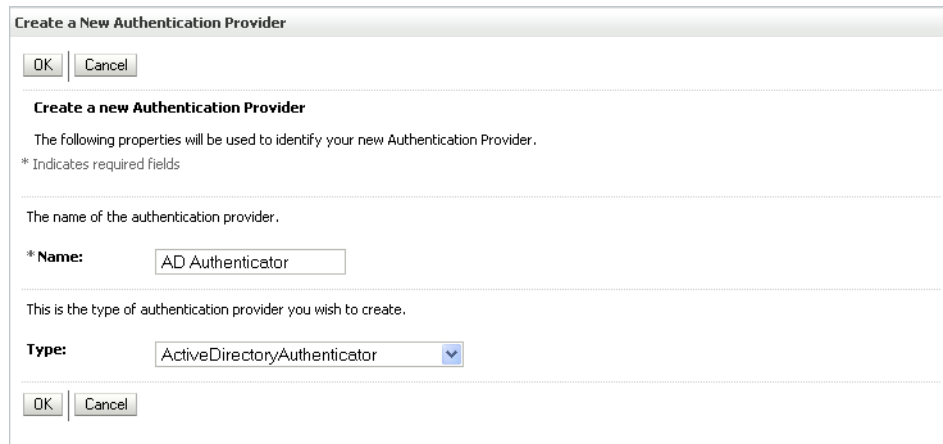 Create a New Authentication Provider
OK Cancel
Create a new Authentication Provider
The following properties will be used to identify your new Authentication Provider.
* Indicates required fields
The name of the authentication provider.
* Name: AD Authenticator
This is the type of authentication provider you wish to create.
Type: ActiveDirectoryAuthenticator
OK Cancel